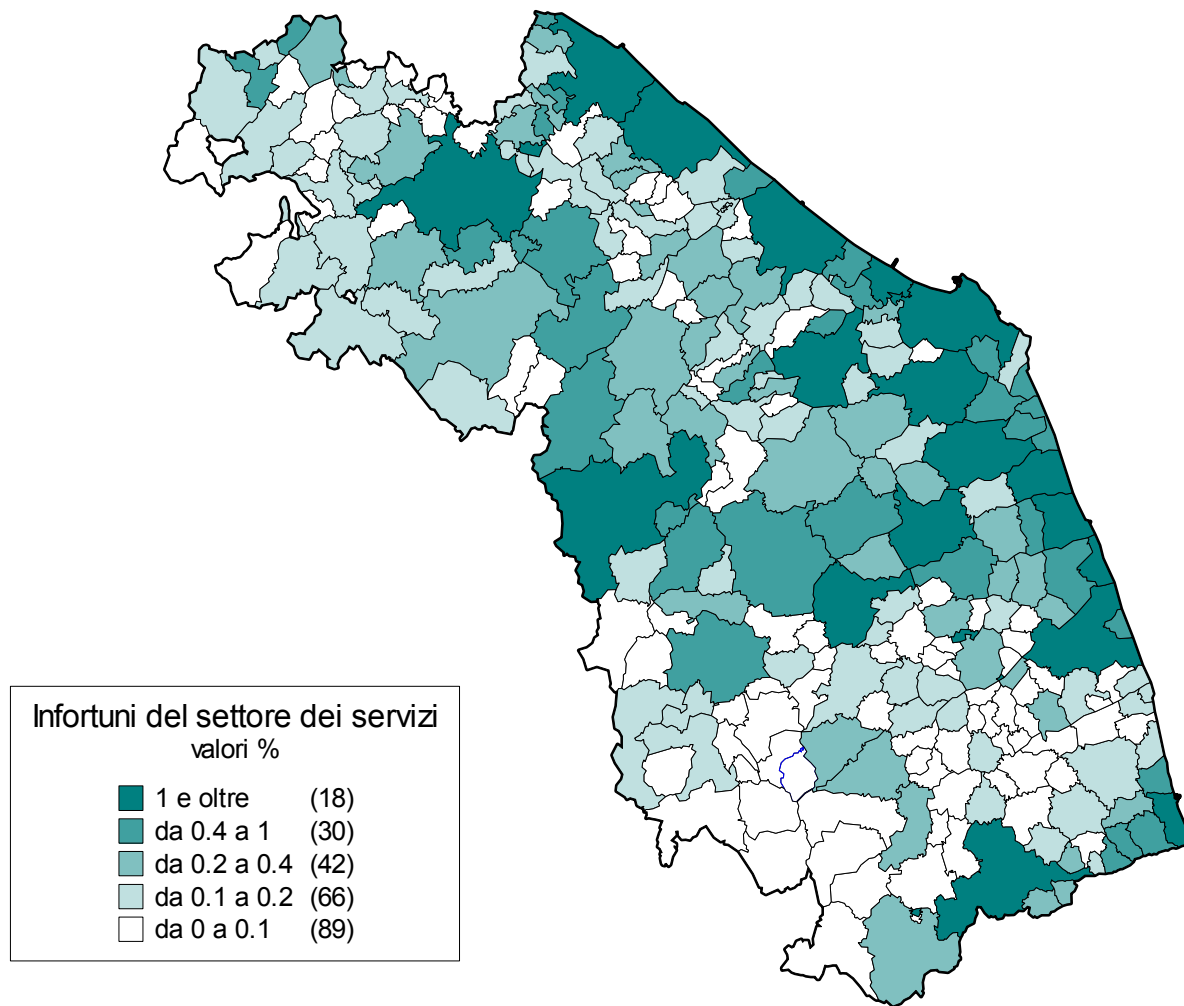 Infortuni del settore dei servizi
valori %
1 e oltre (18)
da 0.4 a 1 (30)
da 0.2 a 0.4 (42)
da 0.1 a 0.2 (66)
da 0 a 0.1 (89)